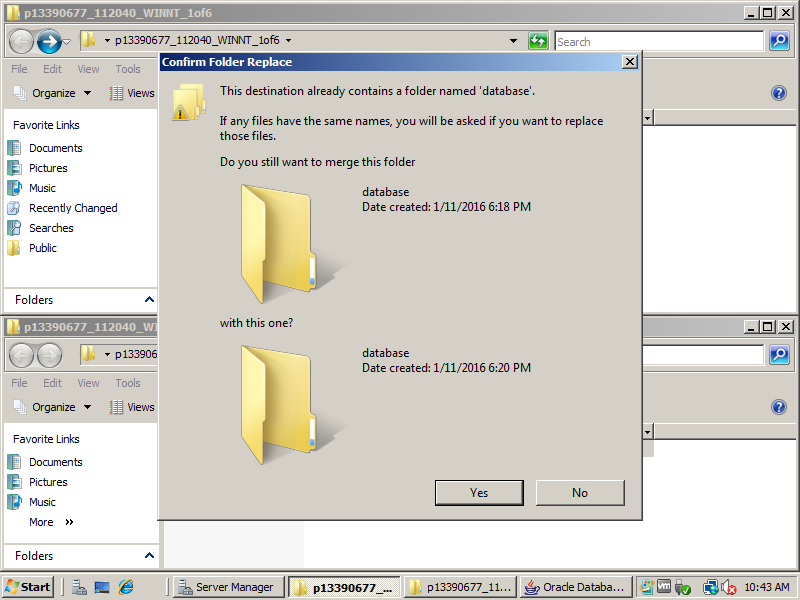 p13390677_112040_WINNT_1of6
p13390677_112040_WINNT_1of6
Search
File Edit View Tools
Organize Views
Favorite Links
Documents
Pictures
Music
Recently Changed
Searches
Public
Folders
Confirm Folder Replace
This destination already contains a folder named 'database'.
If any files have the same names, you will be asked if you want to replace
those files.
Do you still want to merge this folder
database
Date created: 1/11/2016 6:18 PM
with this one?
database
Date created: 1/11/2016 6:20 PM
Yes No
p13390677_112040_WI
p133906
File Edit View Tools
Organize Views
Favorite Links
Documents
Pictures
Music
More »
Folders
Start Server Manager p13390677_... p13390677_11... Oracle Databa... vm 10:43 AM